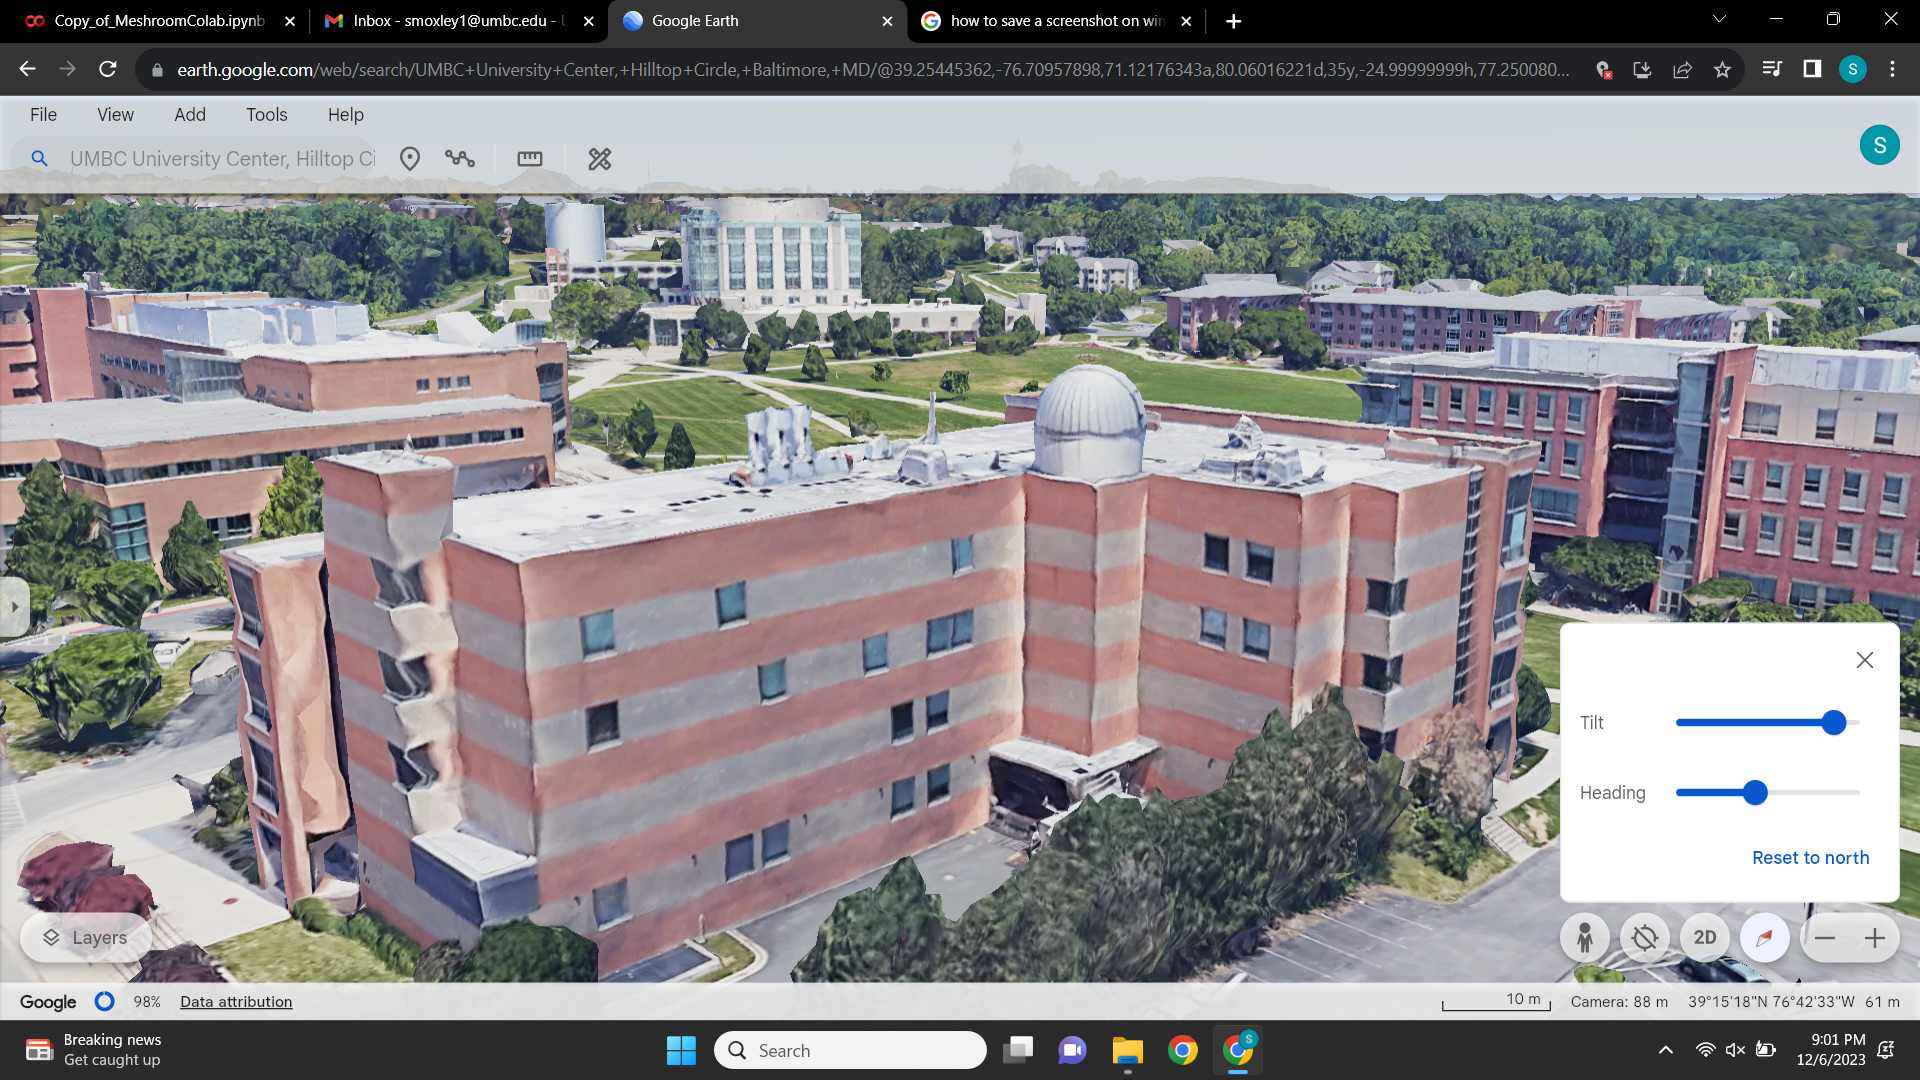 Copy_of_MeshroomColab.ipynb
Inbox - smoxley1@umbc.edu - U
Google Earth
how to save a screenshot on win
earth.google.com/web/search/UMBC+University+Center,+Hilltop+Circle,+Baltimore,+MD/@39.25445362,-76.70957898,71.12176343a,80.06016221d,35y,-24.99999999h,77.250080...
S
File
View
Add
Tools
Help
UMBC University Center, Hilltop Ci
S
Tilt
Heading
Reset to north
Layers
2D
Google
98%
Data attribution
10 m
Camera: 88 m
39°15'18"N 76°42'33"W
61 m
Breaking news
Get caught up
Search
S
9:01 PM
12/6/2023